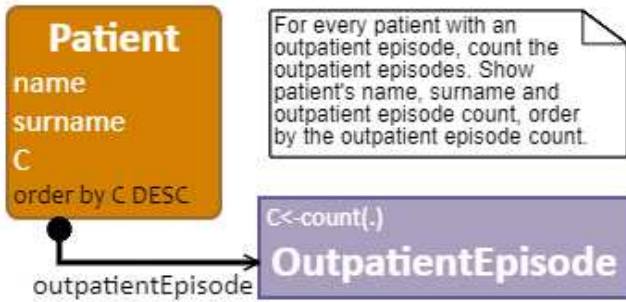 Patient
name
surname
C
order by C DESC
For every patient with an
outpatient episode, count the
outpatient episodes. Show
patient's name, surname and
outpatient episode count, order
by the outpatient episode count.
C<-count(.)
OutpatientEpisode
outpatientEpisode